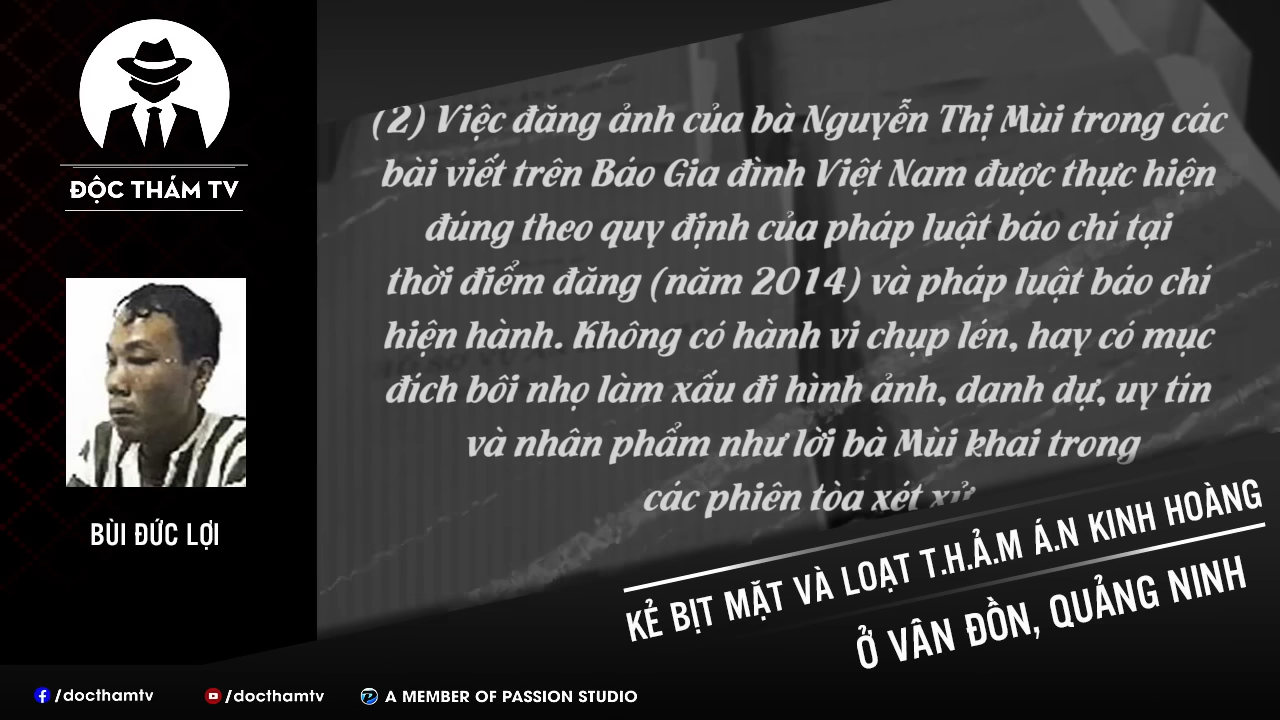 ĐỘC THÁM TV
BÙI ĐỨC LỢI
(2) Việc đăng ảnh của bà Nguyễn Thị Mùi trong các
bài viết trên Báo Gia đình Việt Nam được thực hiện
đúng theo quy định của pháp luật báo chí tại
thời điểm đăng (năm 2014) và pháp luật báo chí
hiện hành. Không có hành vi chụp lén, hay có mục
đích bôi nhọ làm xấu đi hình ảnh, danh dự, uy tín
và nhân phẩm như lời bà Mùi khai trong
các phiên tòa xét xử
KẺ BỊT MẶT VÀ LOẠT T.H.Ả.M Á.N KINH HOÀNG
Ở VÂN ĐỒN, QUẢNG NINH
/docthamtv
/docthamtv
A MEMBER OF PASSION STUDIO